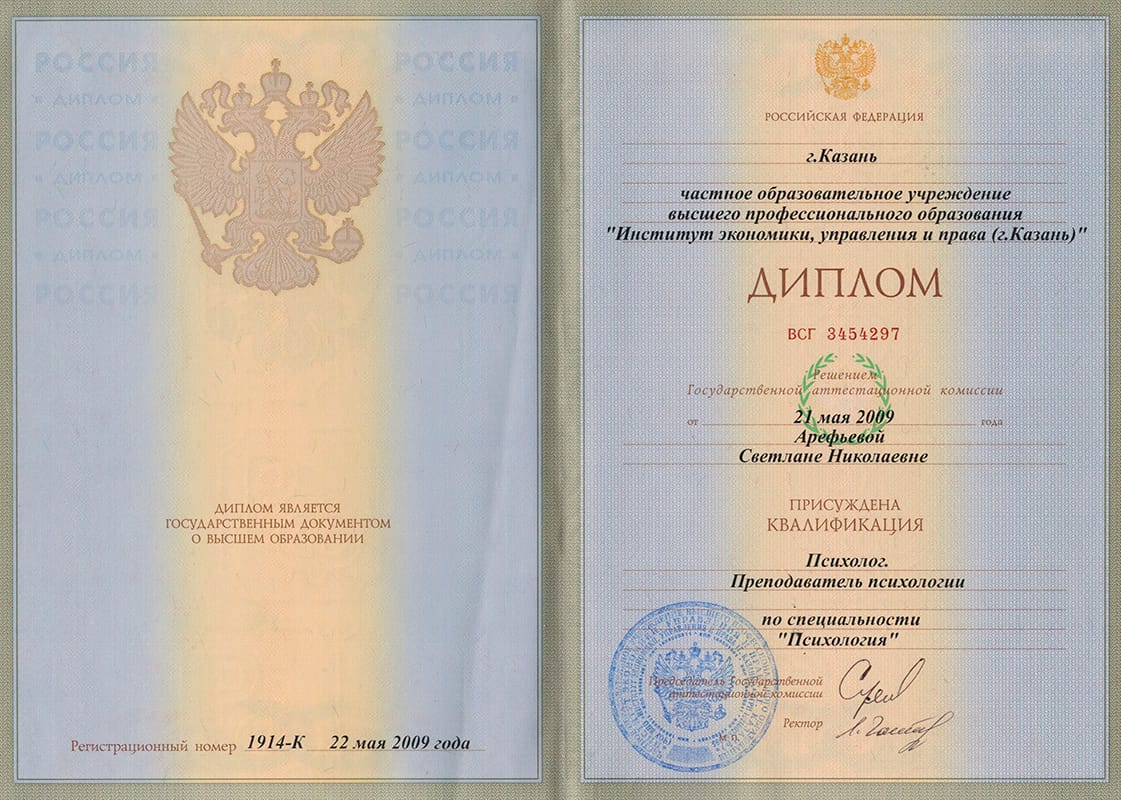 РОССИЯ РОССИЯ
« ДИПЛОМ » « ДИПЛОМ »
РОССИЯ РОССИЯ
« ДИПЛОМ » « ДИПЛОМ »
РОССИЯ РОССИЯ
« ДИПЛОМ » « ДИПЛОМ »
РОССИЯ РОССИЯ
ДИПЛОМ ЯВЛЯЕТСЯ
ГОСУДАРСТВЕННЫМ ДОКУМЕНТОМ
О ВЫСШЕМ ОБРАЗОВАНИИ
Регистрационный номер 1914-К 22 мая 2009 года
РОССИЙСКАЯ ФЕДЕРАЦИЯ
г.Казань
частное образовательное учреждение
высшего профессионального образования
"Институт экономики, управления и права (г.Казань)"
ДИПЛОМ
ВСГ 3454297
Решением
Государственной аттестационной комиссии
от 21 мая 2009 года
Арефьевой
Светлане Николаевне
ПРИСУЖДЕНА
КВАЛИФИКАЦИЯ
Психолог.
Преподаватель психологии
по специальности
"Психология"
Председатель Государственной
аттестационной комиссии
Ректор
М.П.